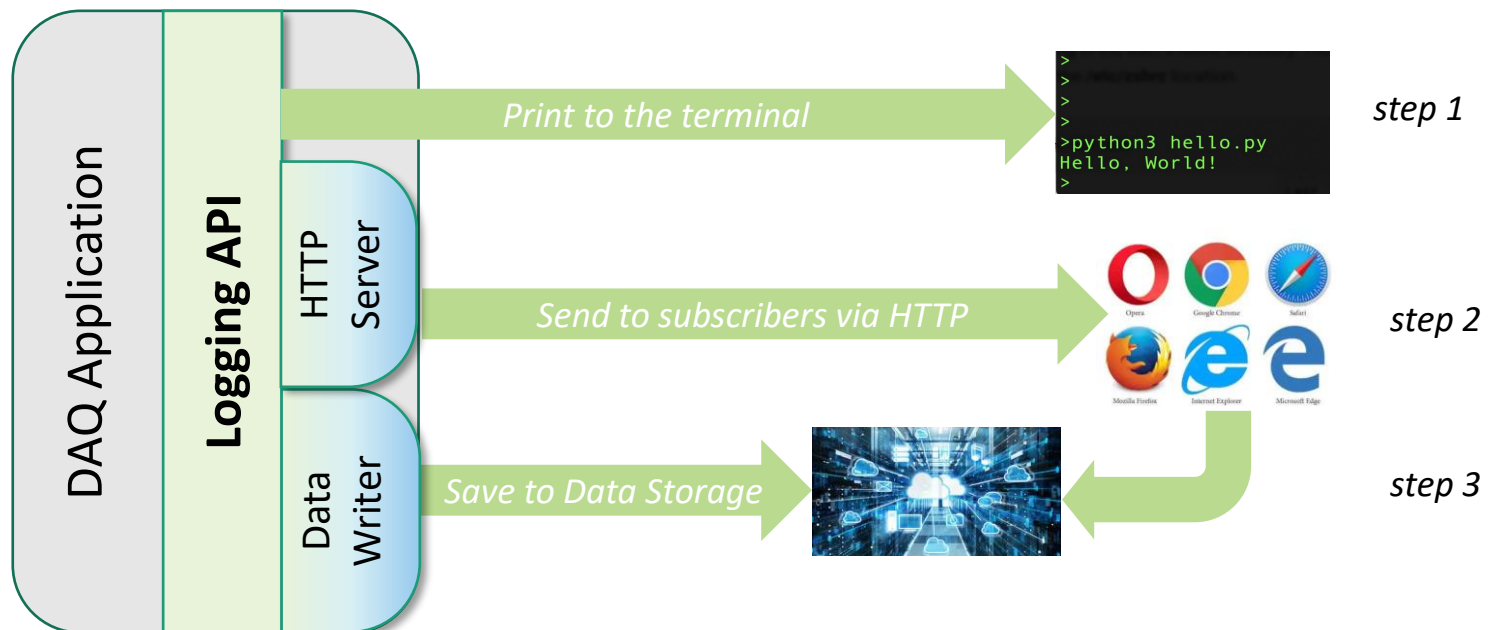 DAQ Application
Logging API
HTTP
Server
Data
Writer
Print to the terminal
>
>
>
>
>python3 hello.py
Hello, World!
>
step 1
Send to subscribers via HTTP
Opera
Google Chrome
Safari
Mozilla Firefox
Internet Explorer
Microsoft Edge
step 2
Save to Data Storage
step 3